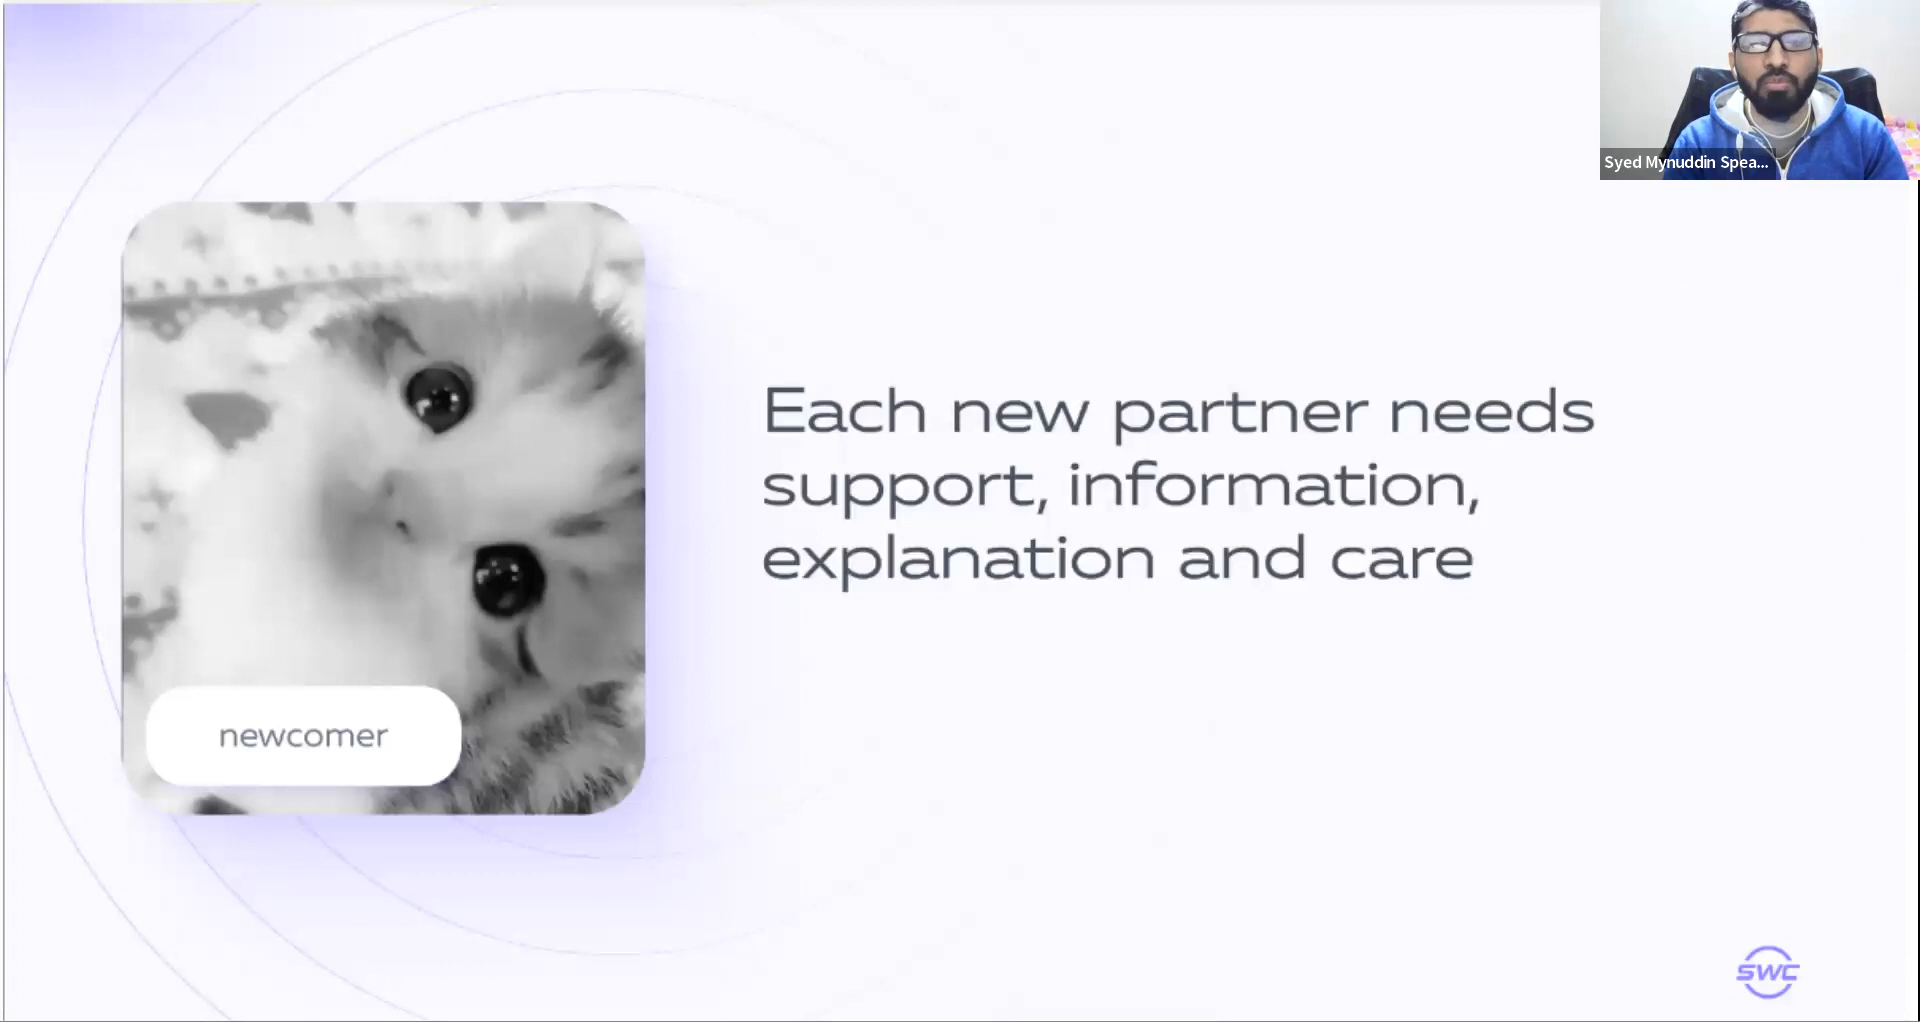 Syed Mynuddin Spea...
Each new partner needs
support, information,
explanation and care
newcomer
SWC